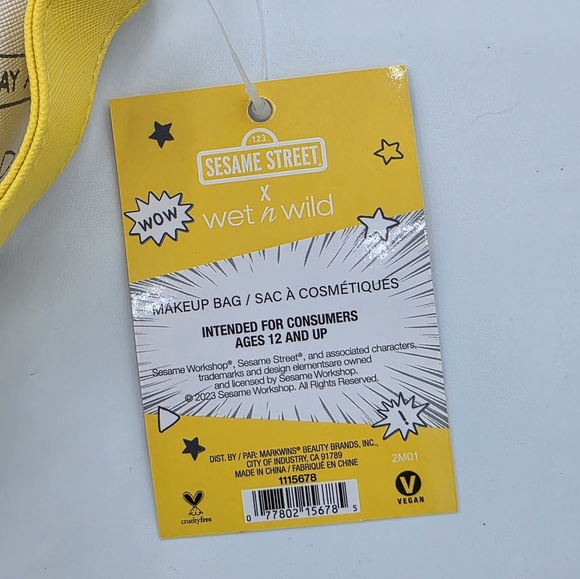 AY
123
SESAME STREET
X
wet n wild
WOW
MAKEUP BAG / SAC À COSMÉTIQUES
INTENDED FOR CONSUMERS
AGES 12 AND UP
Sesame Workshop®, Sesame Street®, and associated characters,
trademarks and design elementsare owned
and licensed by Sesame Workshop.
© 2023 Sesame Workshop. All Rights Reserved.
!
DIST. BY / PAR: MARKWINS® BEAUTY BRANDS, INC.,
CITY OF INDUSTRY, CA 91789
MADE IN CHINA / FABRIQUÉ EN CHINE
1115678
2M01
crueltyfree
0 77802 15678 5
V
VEGAN